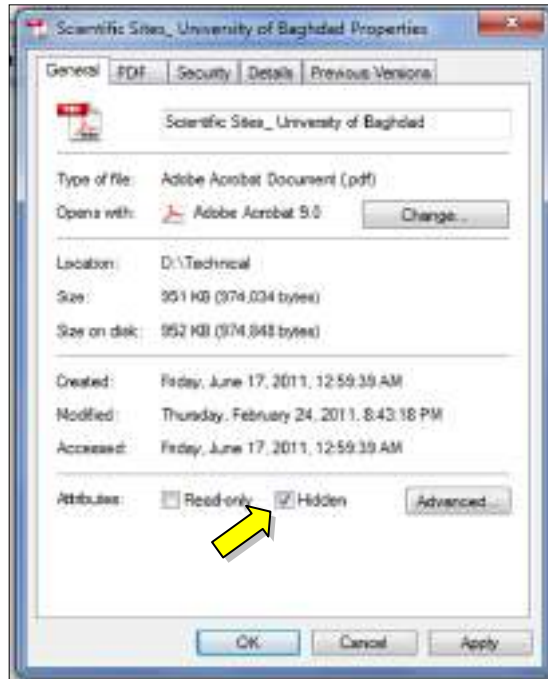 Scientific Sites_ University of Baghdad Properties
General PDF Security Details Previous Versions
Scientific Sites_ University of Baghdad
Type of file: Adobe Acrobat Document (.pdf)
Opens with: Adobe Acrobat 9.0 Change...
Location: D:\Technical
Size: 951 KB (974,034 bytes)
Size on disk: 952 KB (974,848 bytes)
Created: Friday, June 17, 2011, 12:59:39 AM
Modified: Thursday, February 24, 2011, 8:43:18 PM
Accessed: Friday, June 17, 2011, 12:59:39 AM
Attributes: Read-only Hidden Advanced...
OK Cancel Apply